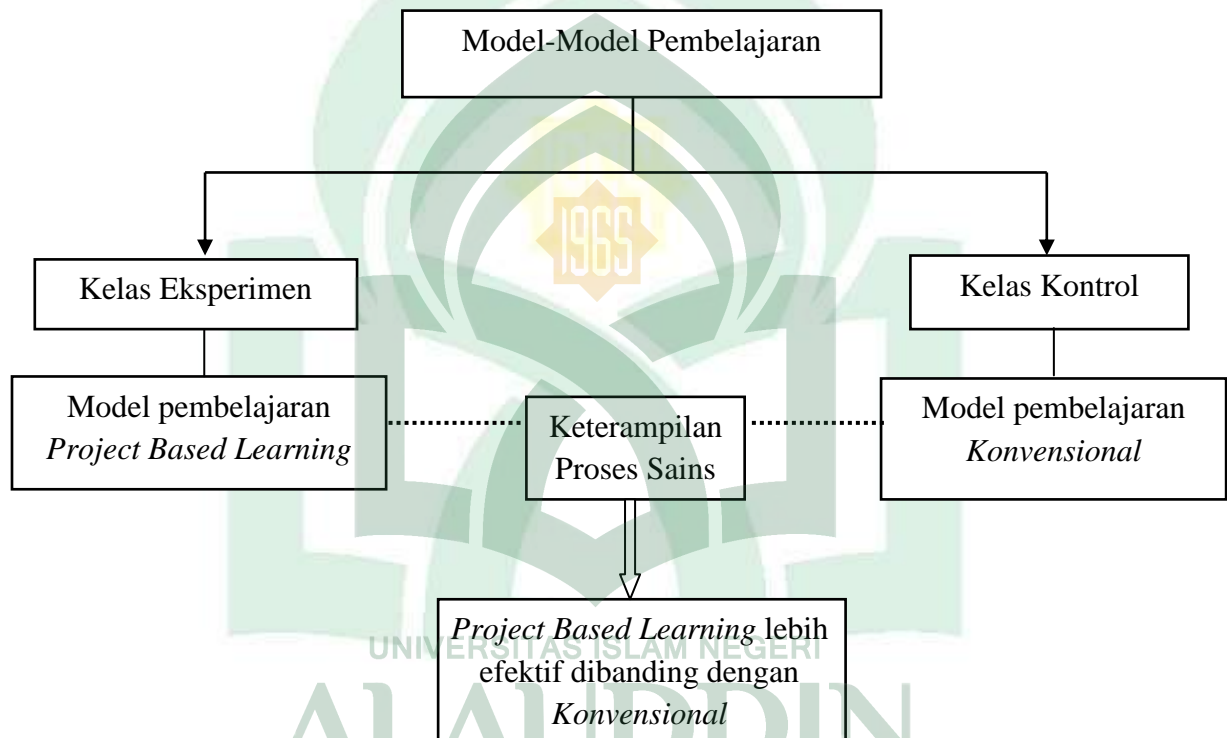 Model-Model Pembelajaran
1965
Kelas Eksperimen
Kelas Kontrol
Model pembelajaran
Project Based Learning
Keterampilan
Proses Sains
Model pembelajaran
Konvensional
Project Based Learning lebih
UNIVERSITAS ISLAM NEGERI
efektif dibanding dengan
Konvensional
ALAUDDIN